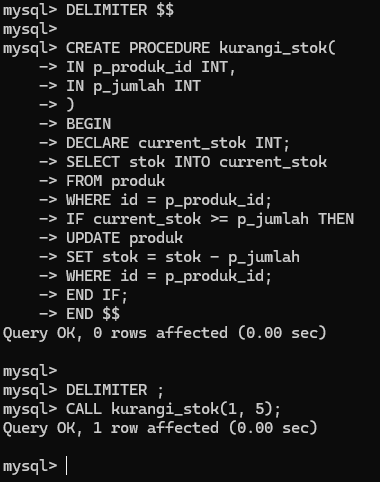 mysql> DELIMITER $$
mysql>
mysql> CREATE PROCEDURE kurangi_stok(
    -> IN p_produk_id INT,
    -> IN p_jumlah INT
    -> )
    -> BEGIN
    -> DECLARE current_stok INT;
    -> SELECT stok INTO current_stok
    -> FROM produk
    -> WHERE id = p_produk_id;
    -> IF current_stok >= p_jumlah THEN
    -> UPDATE produk
    -> SET stok = stok - p_jumlah
    -> WHERE id = p_produk_id;
    -> END IF;
    -> END $$
Query OK, 0 rows affected (0.00 sec)

mysql>
mysql> DELIMITER ;
mysql> CALL kurangi_stok(1, 5);
Query OK, 1 row affected (0.00 sec)

mysql>